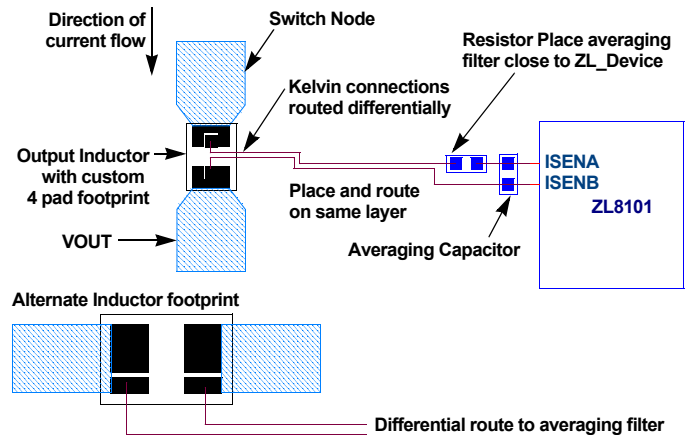 Direction of
current flow
Switch Node
Resistor Place averaging
filter close to ZL_Device
Kelvin connections
routed differentially
Output Inductor
with custom
4 pad footprint
Place and route
on same layer
ISENA
ISENB
ZL8101
VOUT
Averaging Capacitor
Alternate Inductor footprint
Differential route to averaging filter